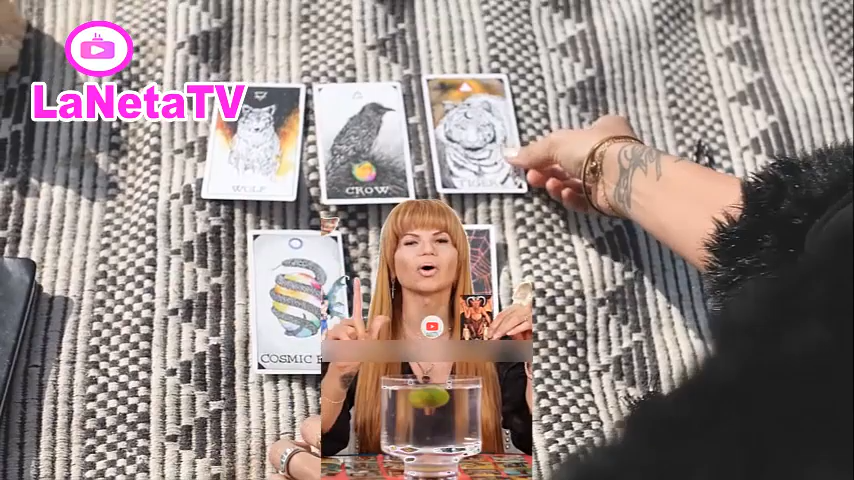 LaNetaTV
WOLF
CROW
TIGER
COSMIC